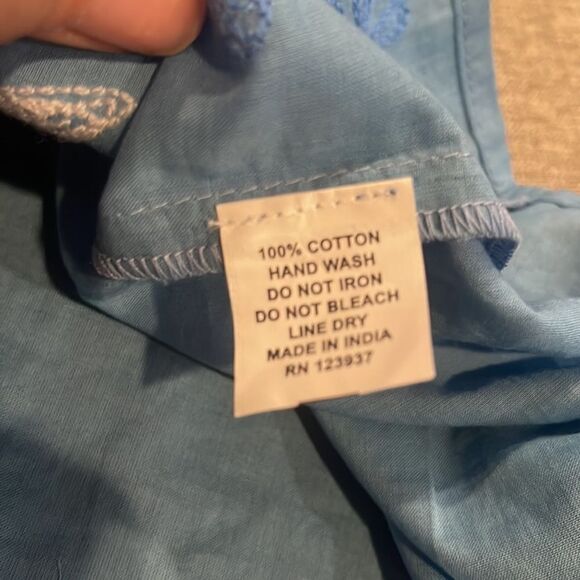 100% COTTON
HAND WASH
DO NOT IRON
DO NOT BLEACH
LINE DRY
MADE IN INDIA
RN 123937